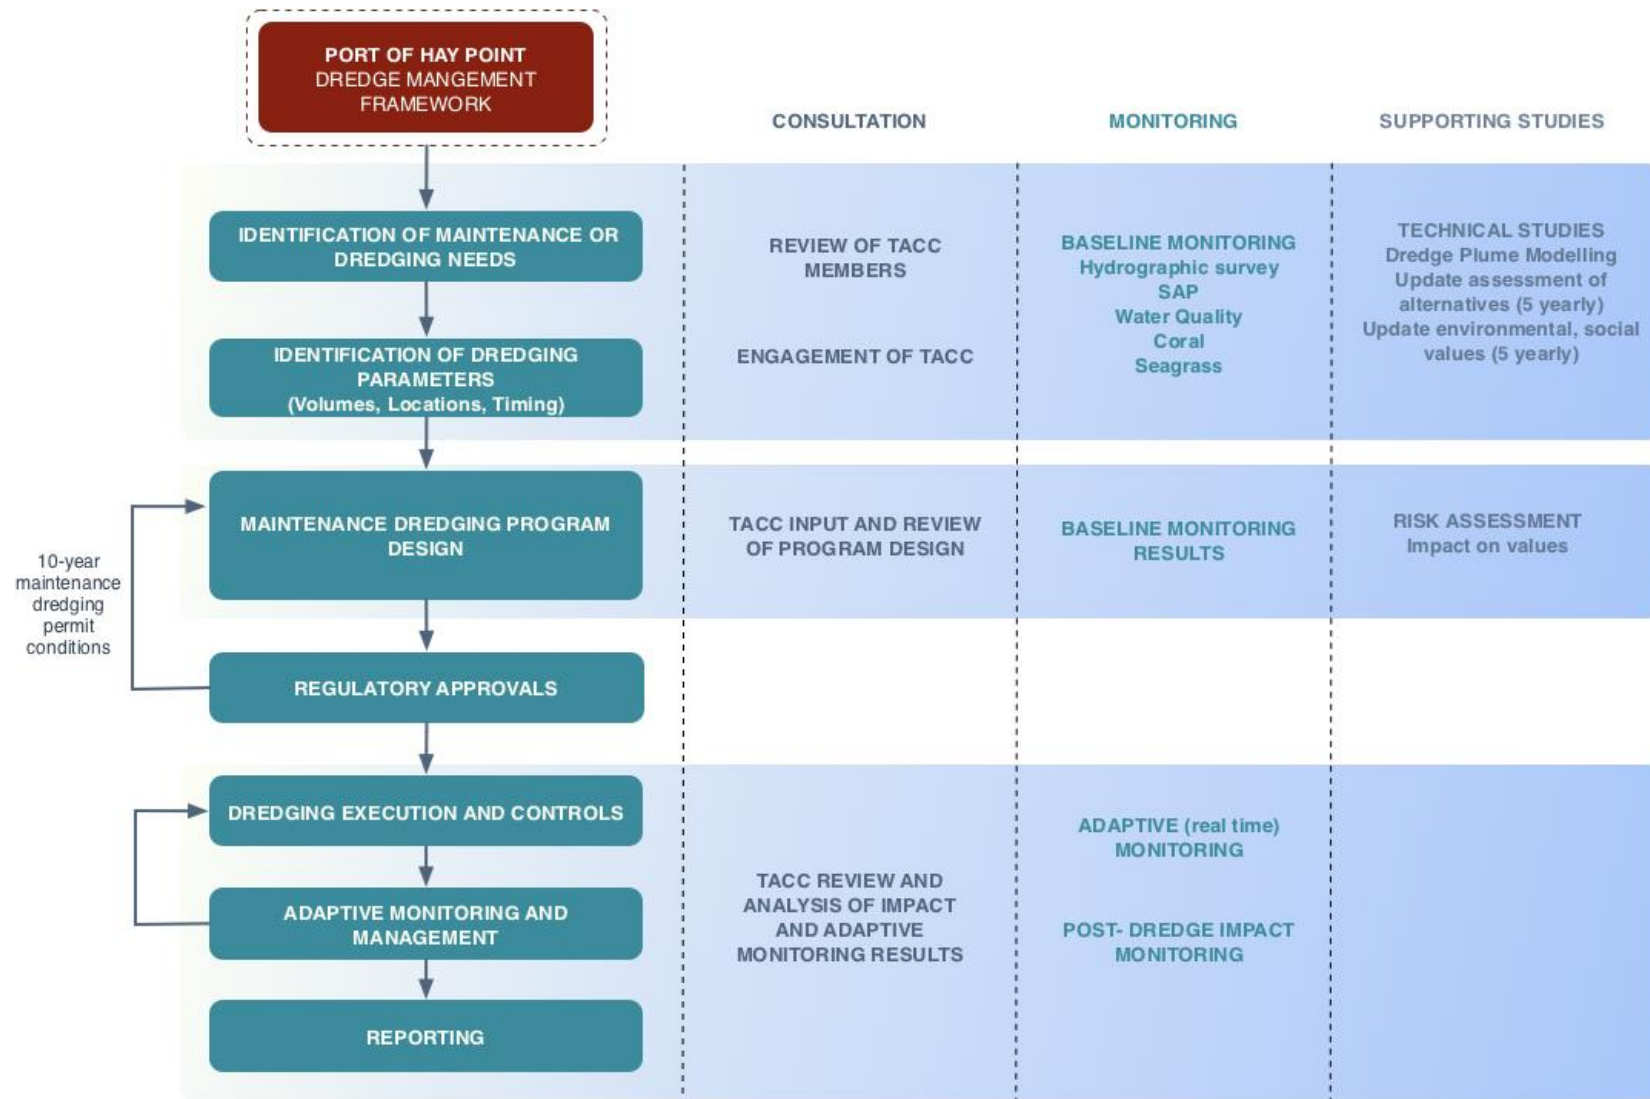 PORT OF HAY POINT
DREDGE MANGEMENT
FRAMEWORK
CONSULTATION
MONITORING
SUPPORTING STUDIES
IDENTIFICATION OF MAINTENANCE OR
DREDGING NEEDS
REVIEW OF TACC
MEMBERS
BASELINE MONITORING
Hydrographic survey
SAP
Water Quality
Coral
Seagrass
TECHNICAL STUDIES
Dredge Plume Modelling
Update assessment of
alternatives (5 yearly)
Update environmental, social
values (5 yearly)
IDENTIFICATION OF DREDGING
PARAMETERS
(Volumes, Locations, Timing)
ENGAGEMENT OF TACC
MAINTENANCE DREDGING PROGRAM
DESIGN
TACC INPUT AND REVIEW
OF PROGRAM DESIGN
BASELINE MONITORING
RESULTS
RISK ASSESSMENT
Impact on values
10-year
maintenance
dredging
permit
conditions
REGULATORY APPROVALS
DREDGING EXECUTION AND CONTROLS
ADAPTIVE MONITORING AND
MANAGEMENT
REPORTING
TACC REVIEW AND
ANALYSIS OF IMPACT
AND ADAPTIVE
MONITORING RESULTS
ADAPTIVE (real time)
MONITORING
POST- DREDGE IMPACT
MONITORING